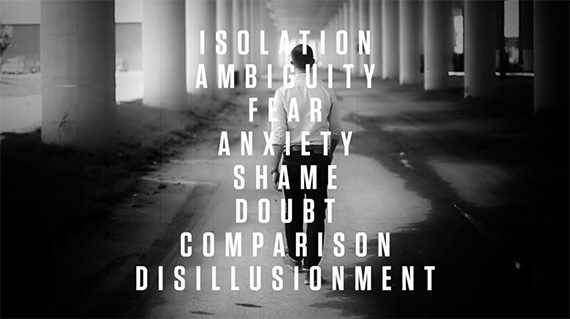 ISOLATION
AMBIGUITY
FEAR
ANXIETY
SHAME
DOUBT
COMPARISON
DISILLUSIONMENT